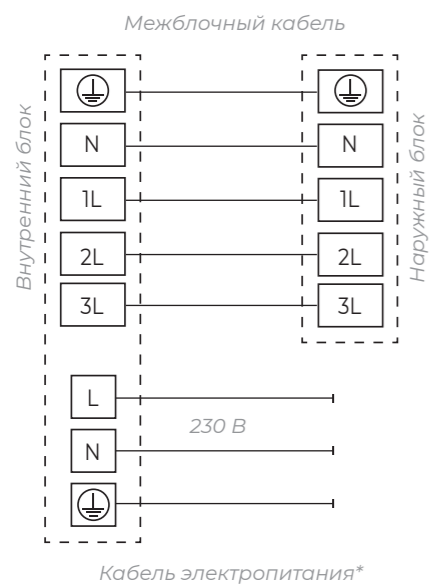 Межблочный кабель
Внутренний блок
Наружный блок
N N
1L 1L
2L 2L
3L 3L
L
230 В
N
Кабель электропитания*